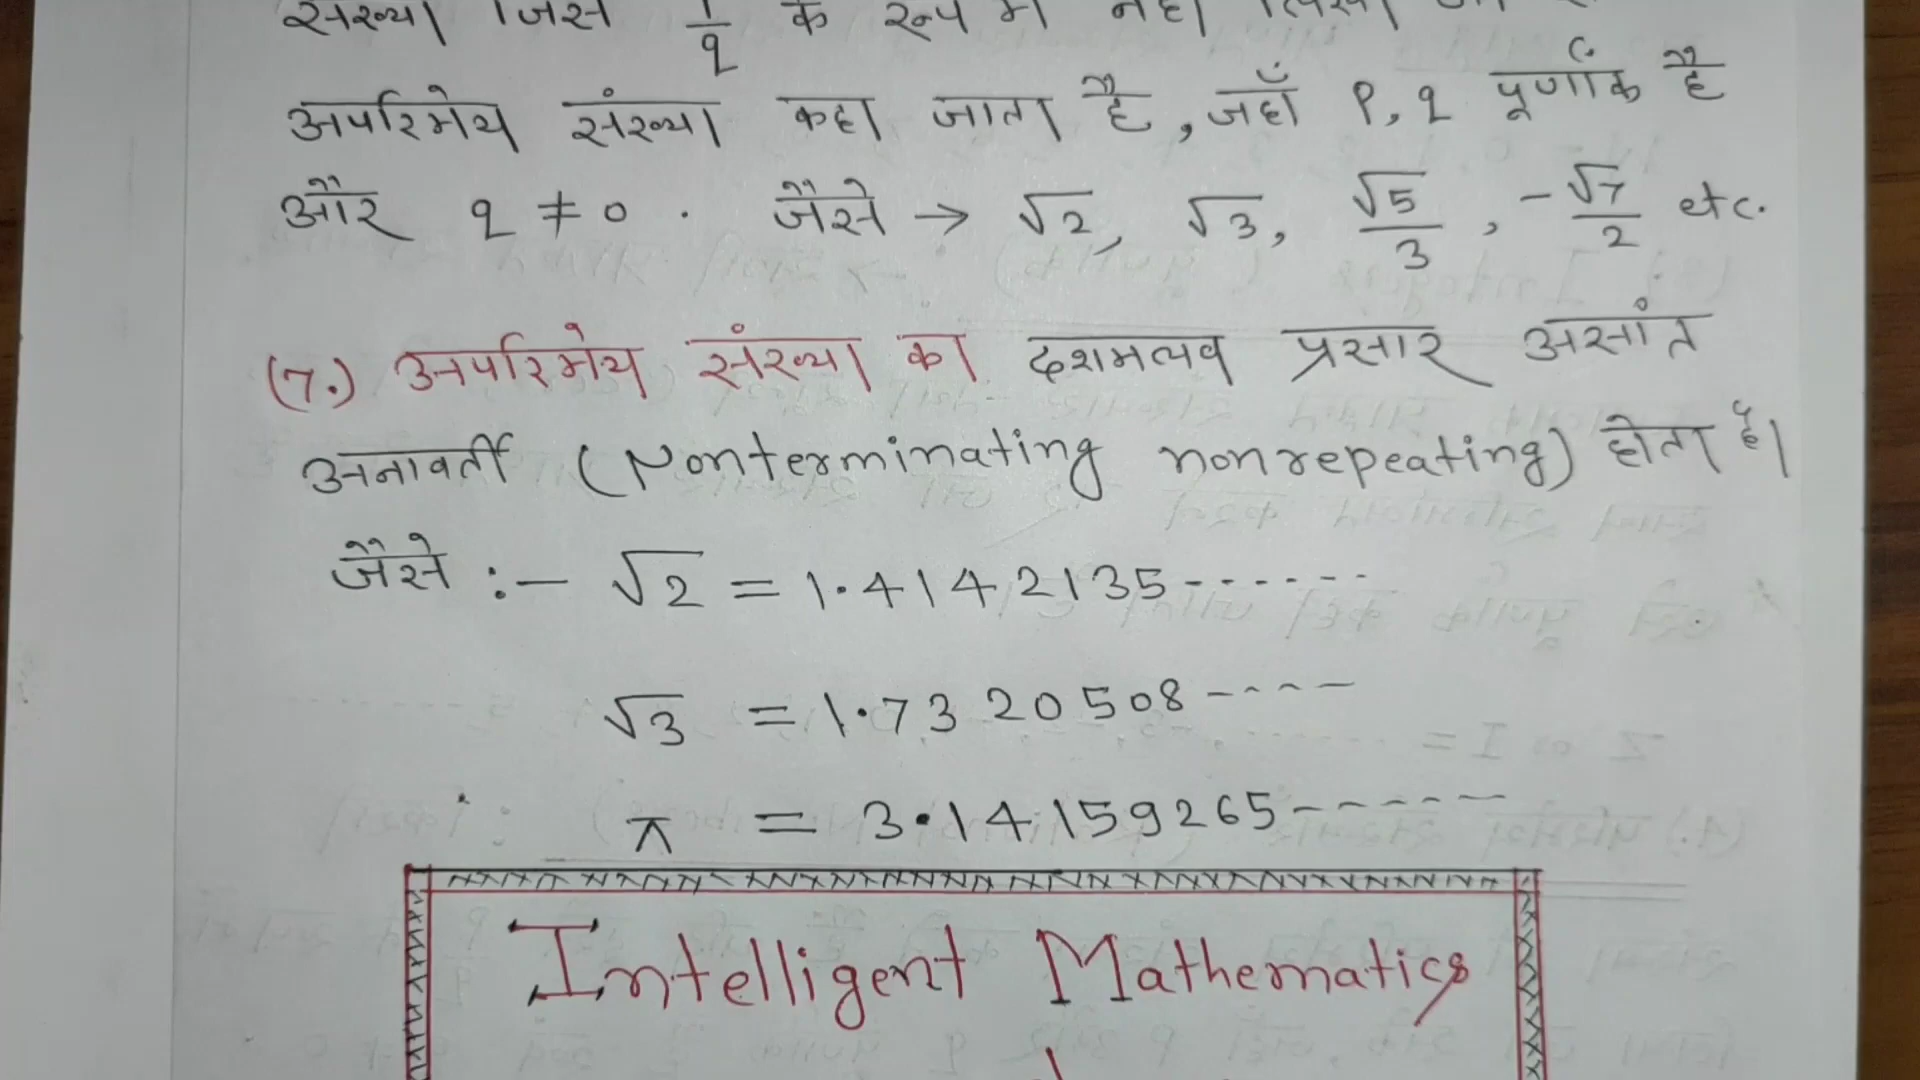 संख्या जिसे p/q के रूप में नहीं लिखा जा
अपरिमेय संख्या कहा जाता है, जहाँ P, q पूर्णांक है
और q ≠ 0. जैसे → √2, √3, √5/3, -√7/2 etc.
(7.) अपरिमेय संख्या का दशमलव प्रसार असांत
अनावर्ती (Nonterminating nonrepeating) होता है।
जैसे :- √2 = 1.4142135------
√3 = 1.7320508----
π = 3.14159265------
Intelligent Mathematics